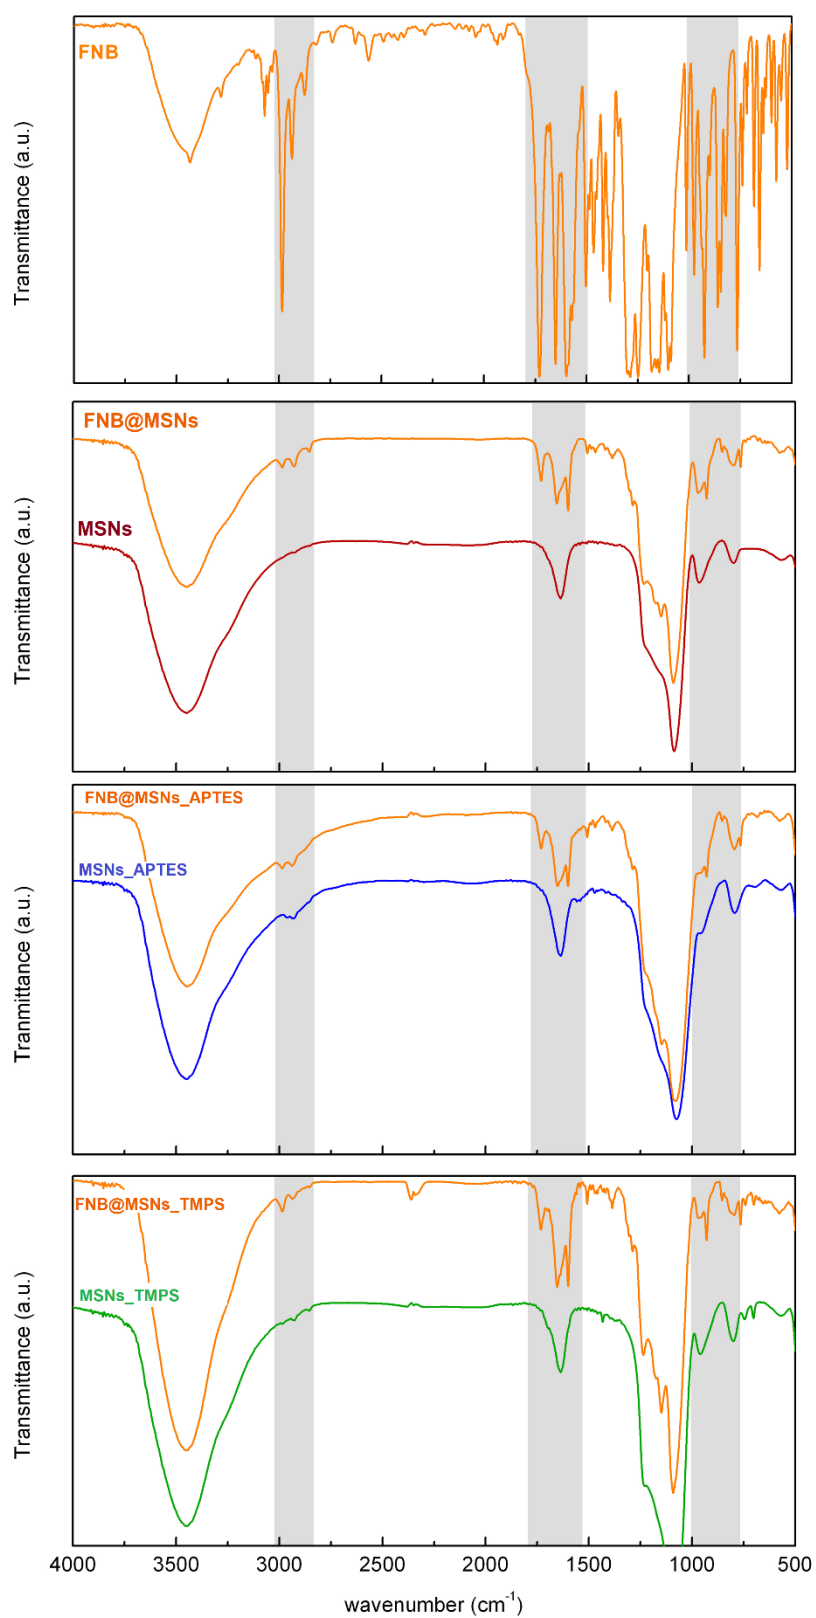 FNB
Transmittance (a.u.)
FNB@MSNs
MSNs
Transmittance (a.u.)
FNB@MSNs_APTES
MSNs_APTES
Tranmittance (a.u.)
FNB@MSNs_TMPS
MSNs_TMPS
Transmittance (a.u.)
4000 3500 3000 2500 2000 1500 1000 500
wavenumber (cm⁻¹)